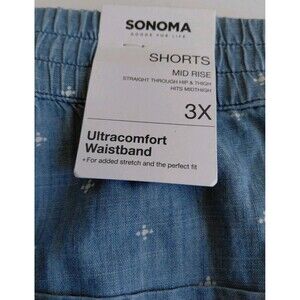 SONOMA
GOODS FOR LIFE
SHORTS
MID RISE
STRAIGHT THROUGH HIP & THIGH
HITS MIDTHIGH
3X
Ultracomfort
Waistband
•For added stretch and the perfect fit